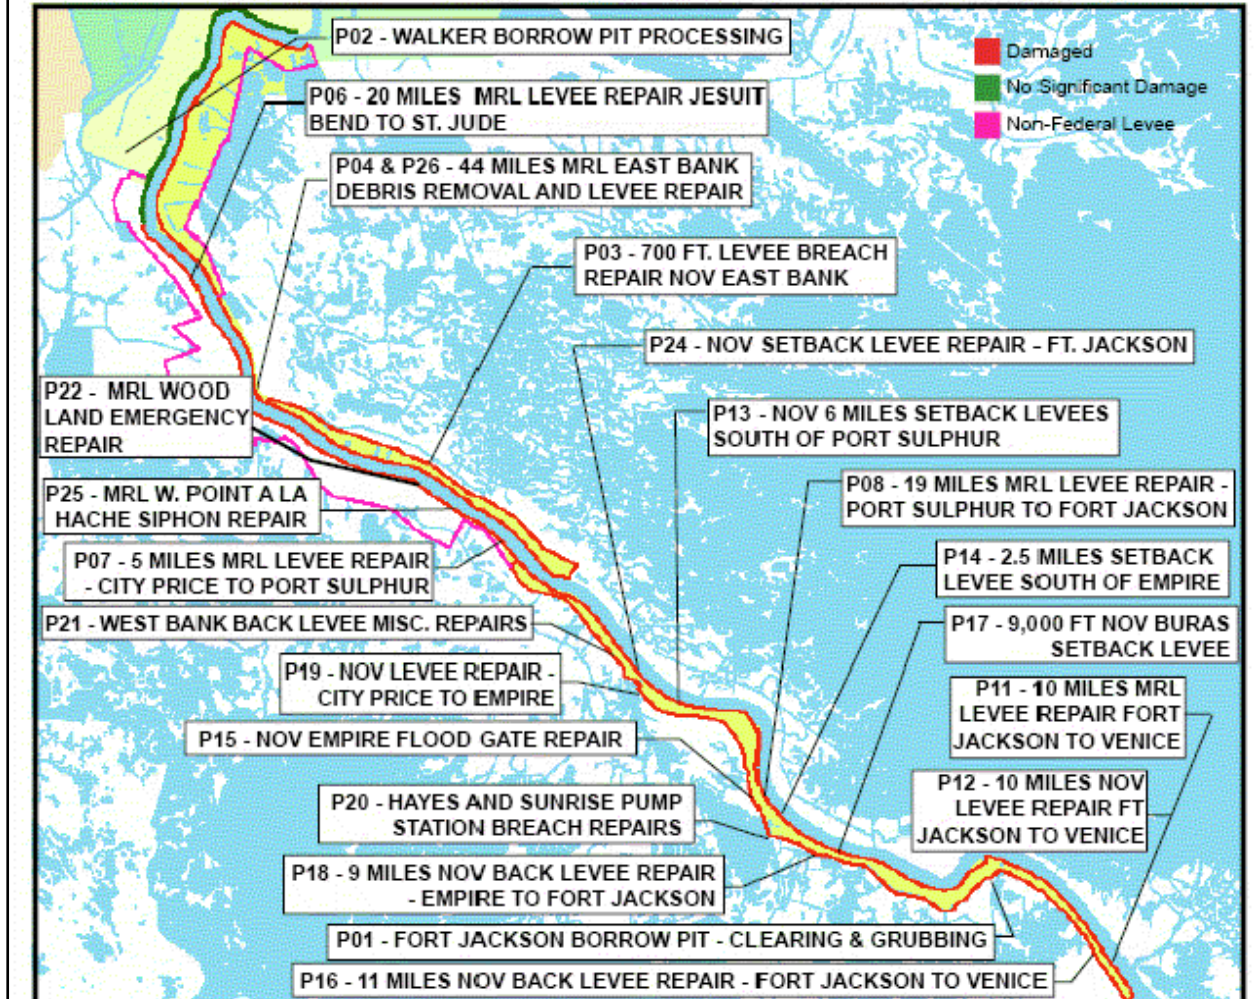 P02 - WALKER BORROW PIT PROCESSING
Damaged
No Significant Damage
Non-Federal Levee
P06 - 20 MILES MRL LEVEE REPAIR JESUIT
BEND TO ST. JUDE
P04 & P26 - 44 MILES MRL EAST BANK
DEBRIS REMOVAL AND LEVEE REPAIR
P03 - 700 FT. LEVEE BREACH
REPAIR NOV EAST BANK
P24 - NOV SETBACK LEVEE REPAIR - FT. JACKSON
P22 - MRL WOOD
LAND EMERGENCY
REPAIR
P13 - NOV 6 MILES SETBACK LEVEES
SOUTH OF PORT SULPHUR
P25 - MRL W. POINT A LA
HACHE SIPHON REPAIR
P08 - 19 MILES MRL LEVEE REPAIR -
PORT SULPHUR TO FORT JACKSON
P07 - 5 MILES MRL LEVEE REPAIR
- CITY PRICE TO PORT SULPHUR
P14 - 2.5 MILES SETBACK
LEVEE SOUTH OF EMPIRE
P21 - WEST BANK BACK LEVEE MISC. REPAIRS
P17 - 9,000 FT NOV BURAS
SETBACK LEVEE
P19 - NOV LEVEE REPAIR -
CITY PRICE TO EMPIRE
P11 - 10 MILES MRL
LEVEE REPAIR FORT
JACKSON TO VENICE
P15 - NOV EMPIRE FLOOD GATE REPAIR
P12 - 10 MILES NOV
LEVEE REPAIR FT
JACKSON TO VENICE
P20 - HAYES AND SUNRISE PUMP
STATION BREACH REPAIRS
P18 - 9 MILES NOV BACK LEVEE REPAIR
- EMPIRE TO FORT JACKSON
P01 - FORT JACKSON BORROW PIT - CLEARING & GRUBBING
P16 - 11 MILES NOV BACK LEVEE REPAIR - FORT JACKSON TO VENICE